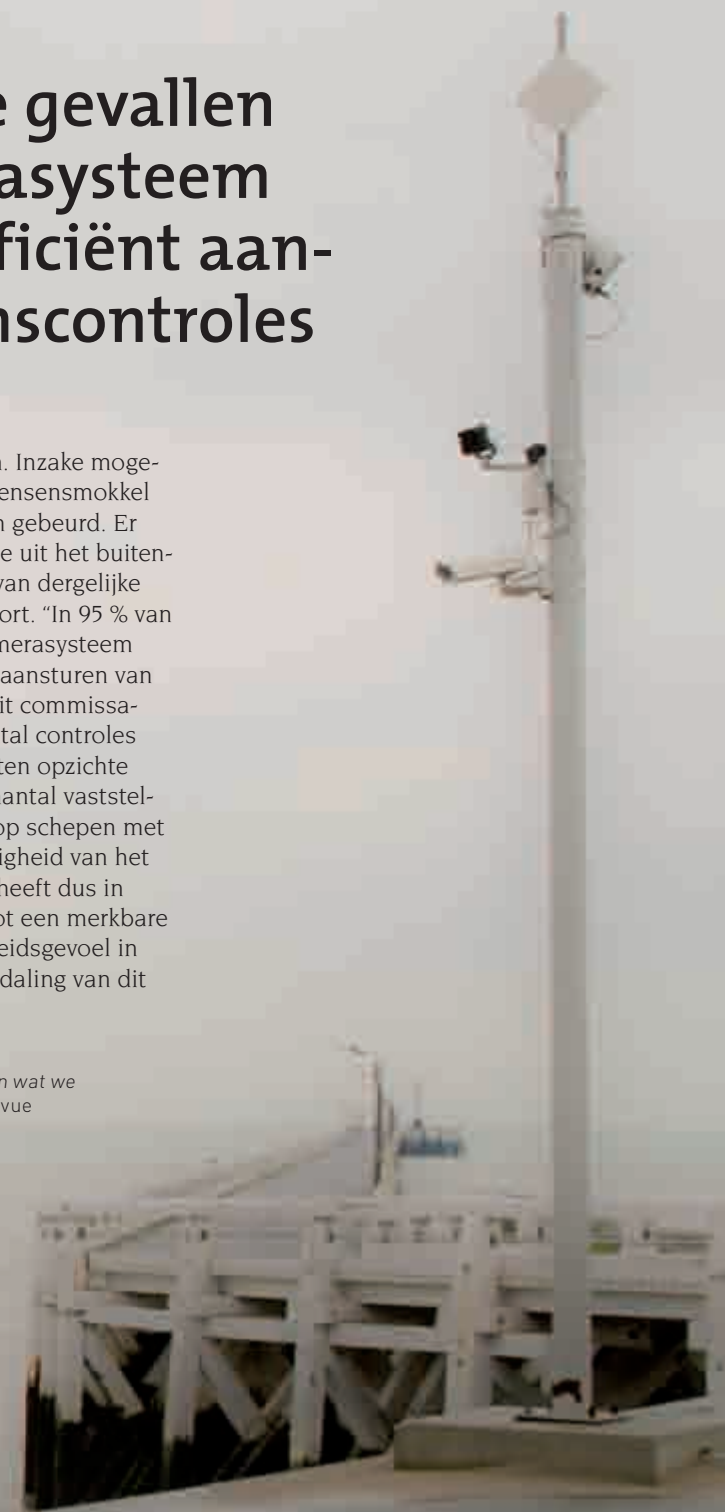 e gevallen
asysteem
ficiënt aan-
nscontroles
n. Inzake moge-
ensensmokkel
n gebeurd. Er
e uit het buiten-
van dergelijke
ort. “In 95 % van
merasysteem
aansturen van
it commissa-
tal controles
ten opzichte
antal vaststel-
op schepen met
igheid van het
heeft dus in
ot een merkbare
eidsgevoel in
daling van dit
n wat we
vue